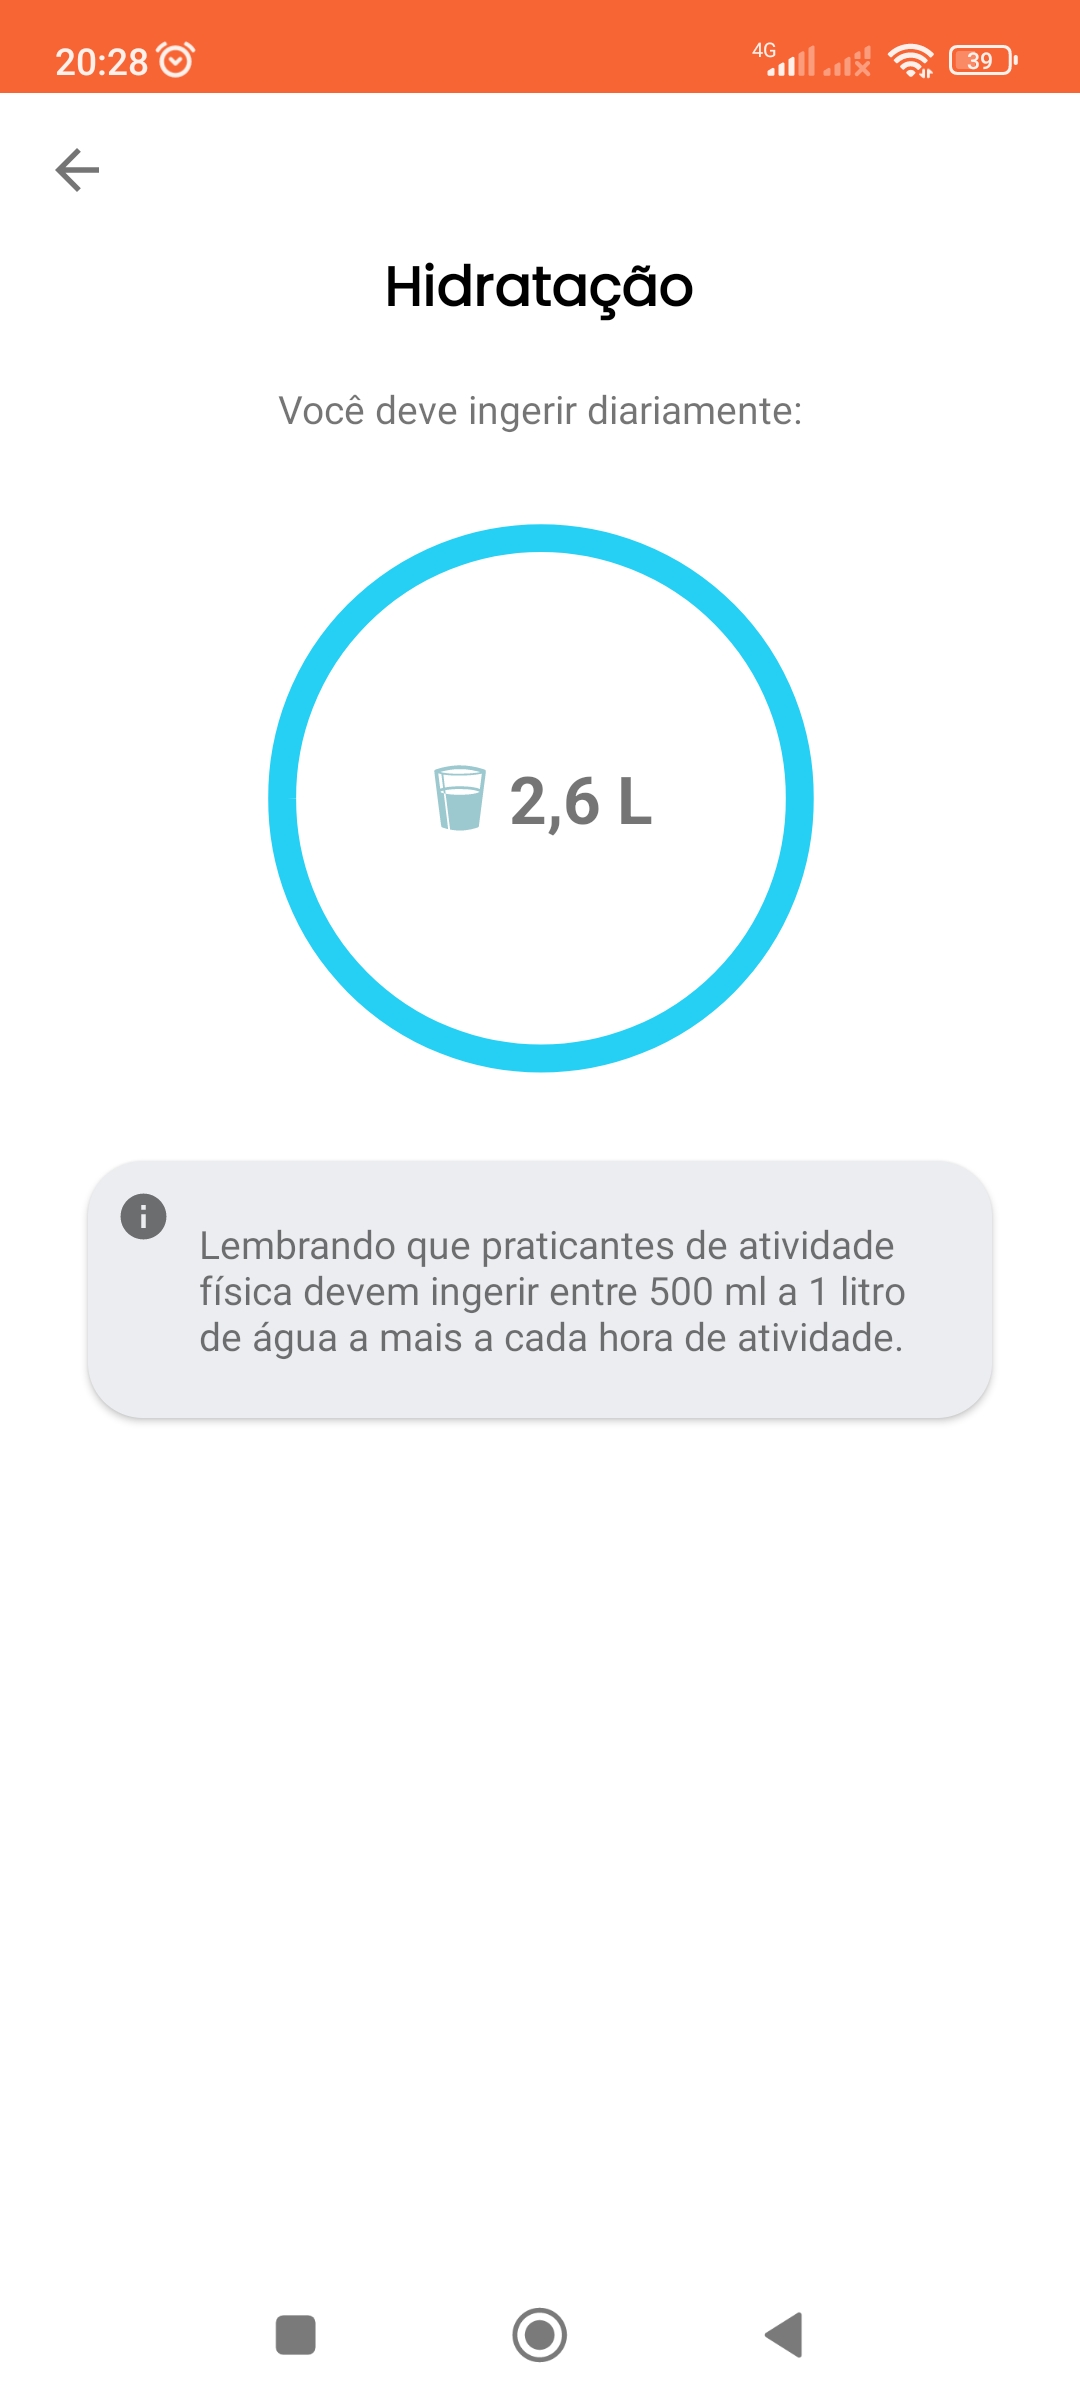 20:28
4G
39
Hidratação
Você deve ingerir diariamente:
2,6 L
Lembrando que praticantes de atividade
física devem ingerir entre 500 ml a 1 litro
de água a mais a cada hora de atividade.